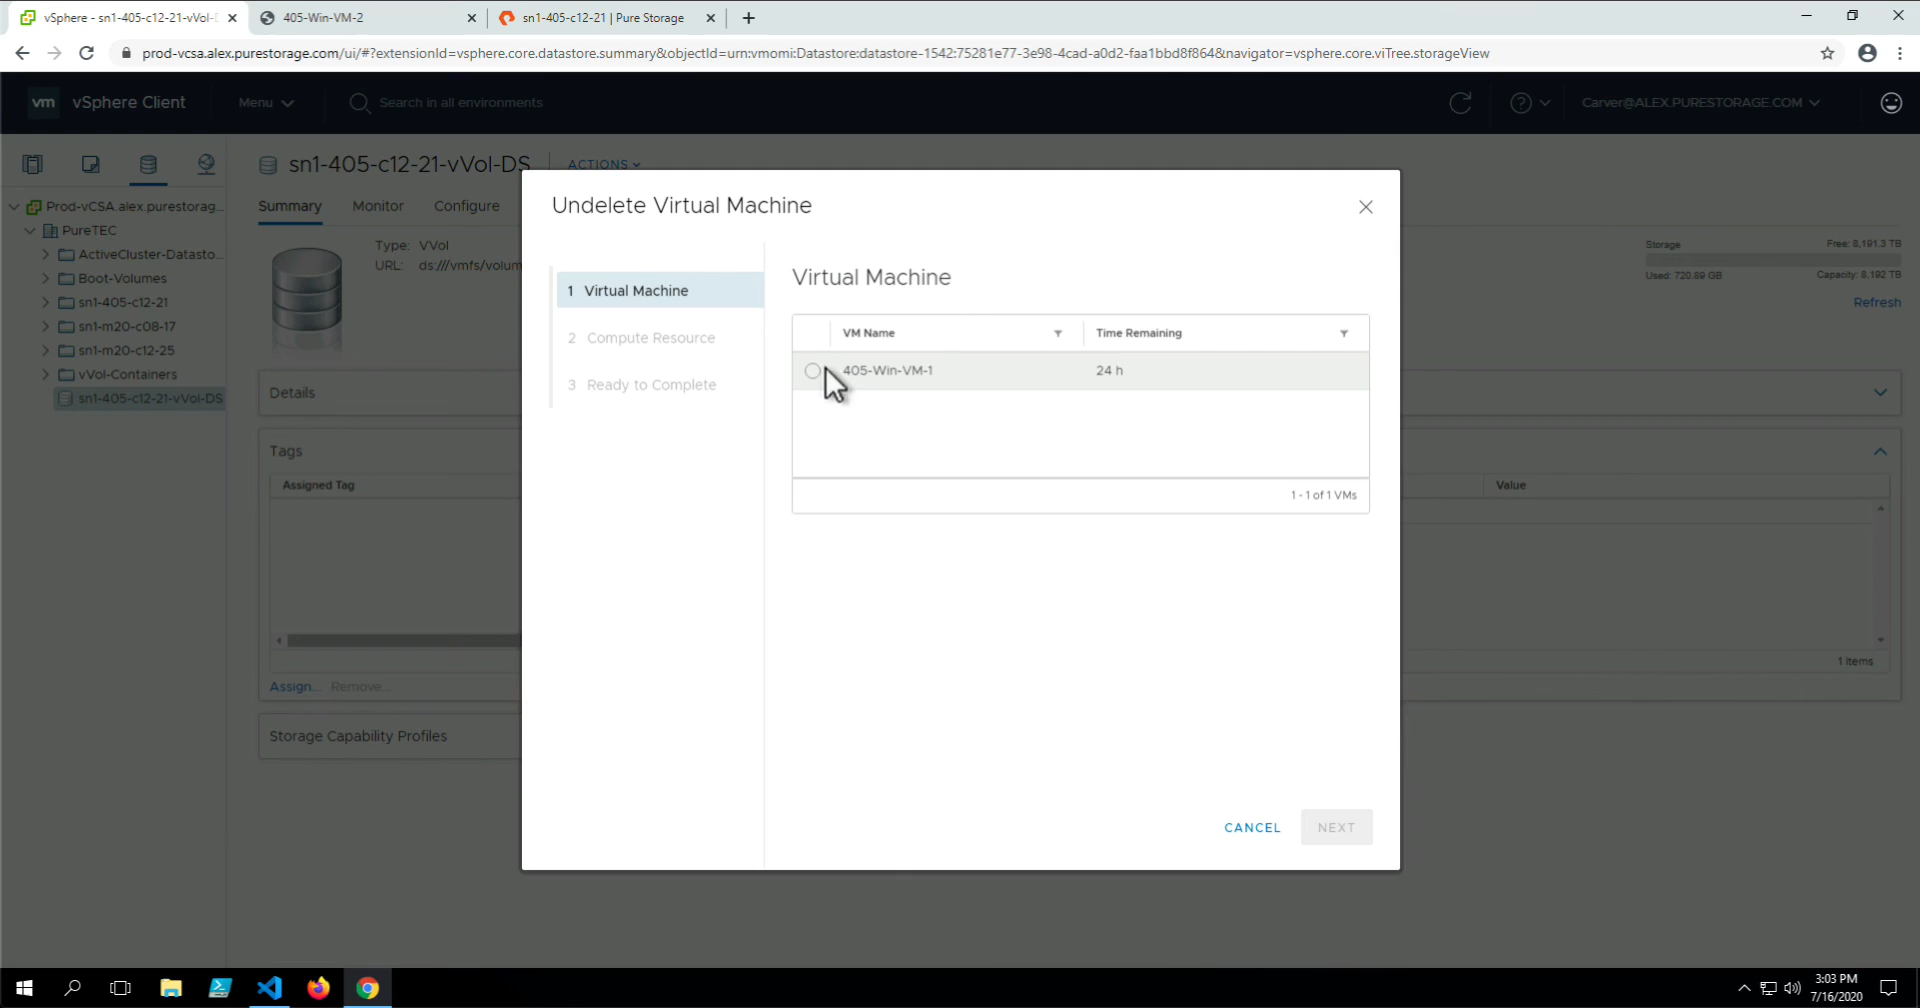 vSphere - sn1-405-c12-21-vVol-
405-Win-VM-2
sn1-405-c12-21 | Pure Storage
prod-vcsa.alex.purestorage.com/ui/#?extensionId=vsphere.core.datastore.summary&objectId=urn:vmomi:Datastore:datastore-1542:75281e77-3e98-4cad-a0d2-faa1bbd8f864&navigator=vsphere.core.viTree.storageView
vm vSphere Client
Menu
Search in all environments
Carver@ALEX.PURESTORAGE.COM
Prod-vCSA.alex.purestorag...
PureTEC
ActiveCluster-Datasto...
Boot-Volumes
sn1-405-c12-21
sn1-m20-c08-17
sn1-m20-c12-25
vVol-Containers
sn1-405-c12-21-vVol-DS
sn1-405-c12-21-vVol-DS
ACTIONS
Summary
Monitor
Configure
Type: VVol
URL: ds:///vmfs/volum
Storage
Free: 8,191.3 TB
Used: 720.89 GB
Capacity: 8,192 TB
Refresh
Details
Tags
Assigned Tag
Value
1 items
Assign...
Remove...
Storage Capability Profiles
Undelete Virtual Machine
1 Virtual Machine
2 Compute Resource
3 Ready to Complete
Virtual Machine
VM Name
Time Remaining
405-Win-VM-1
24 h
1 - 1 of 1 VMs
CANCEL
NEXT
3:03 PM
7/16/2020